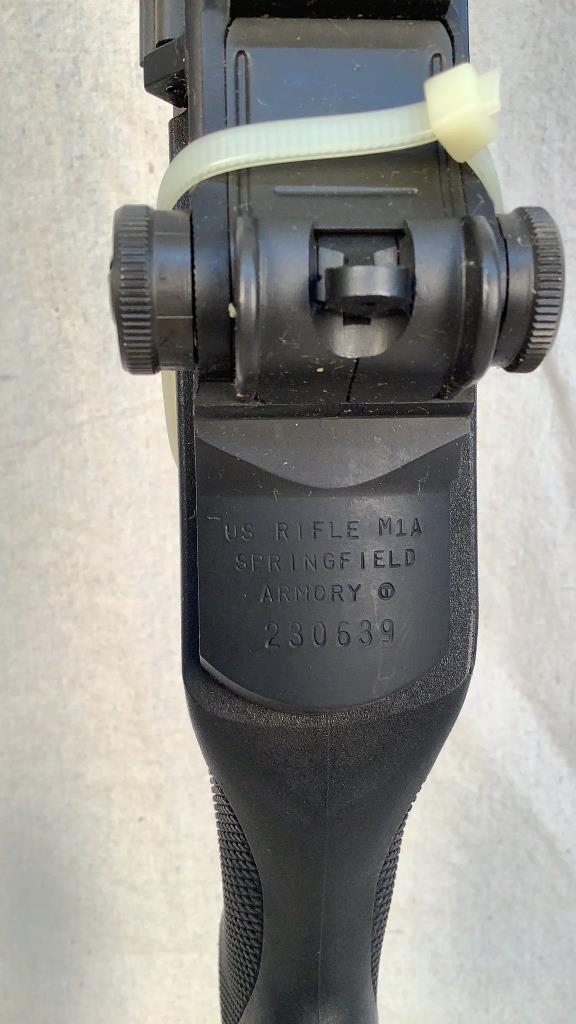 US RIFLE M1A
SPRINGFIELD
ARMORY Ⓣ
230639